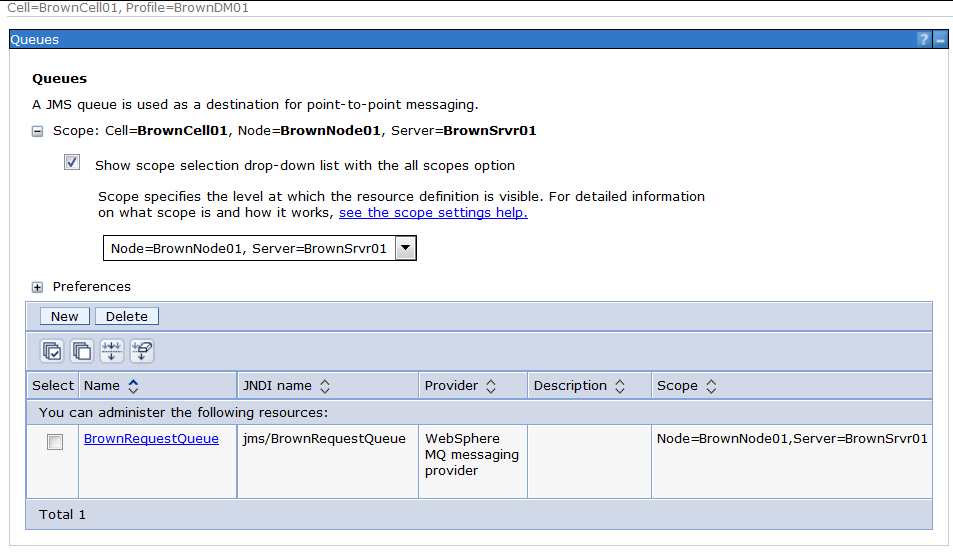 Cell=BrownCell01, Profile=BrownDM01
Queues
?
Queues
A JMS queue is used as a destination for point-to-point messaging.
Scope: Cell=BrownCell01, Node=BrownNode01, Server=BrownSrvr01
Show scope selection drop-down list with the all scopes option
Scope specifies the level at which the resource definition is visible. For detailed information
on what scope is and how it works, see the scope settings help.
Node=BrownNode01, Server=BrownSrvr01
Preferences
New Delete
Select Name JNDI name Provider Description Scope
You can administer the following resources:
BrownRequestQueue jms/BrownRequestQueue WebSphere Node=BrownNode01,Server=BrownSrvr01
MQ messaging
provider
Total 1